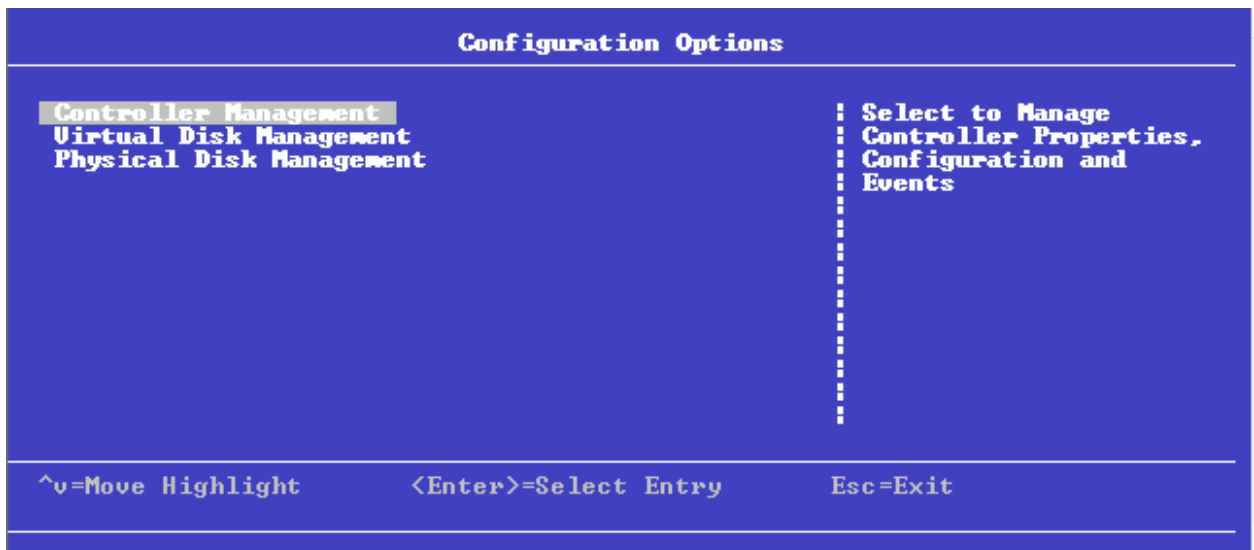 Configuration Options
Controller Management
Virtual Disk Management
Physical Disk Management
Select to Manage
Controller Properties,
Configuration and
Events
^v=Move Highlight <Enter>=Select Entry Esc=Exit